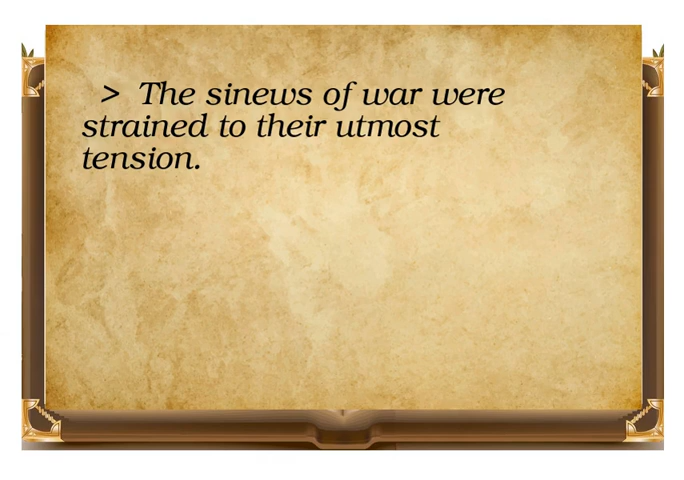 > The sinews of war were
strained to their utmost
tension.